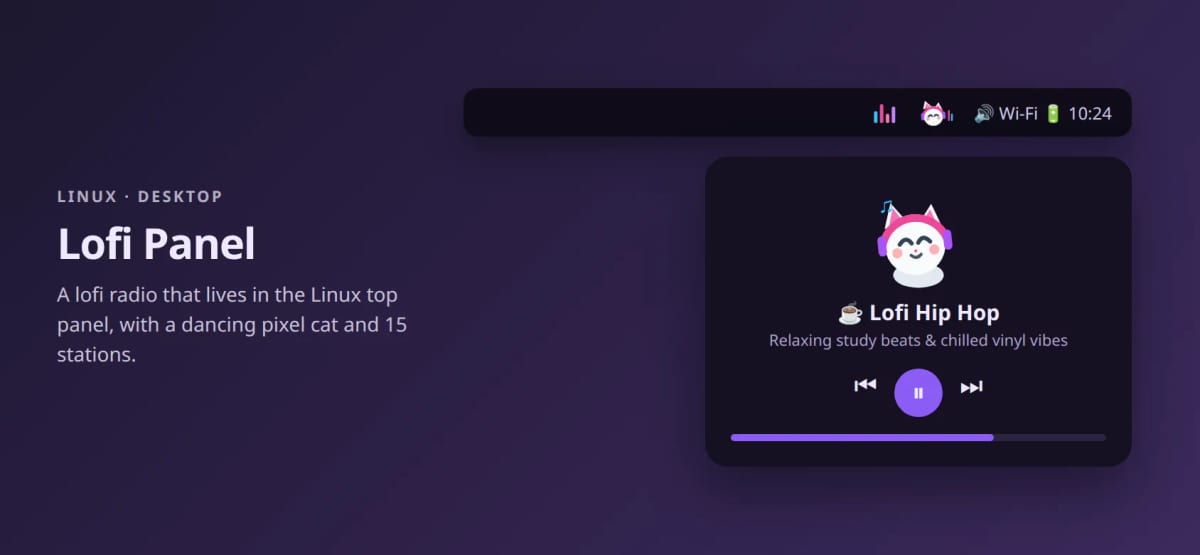 🔊 Wi-Fi 🔋 10:24
LINUX · DESKTOP
Lofi Panel
A lofi radio that lives in the Linux top
panel, with a dancing pixel cat and 15
stations.
☕ Lofi Hip Hop
Relaxing study beats & chilled vinyl vibes